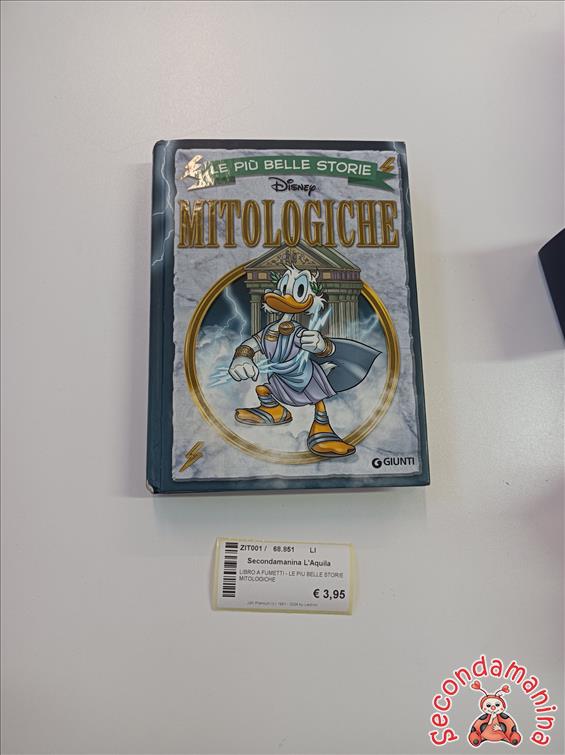 LE PIÙ BELLE STORIE
Disney
MITOLOGICHE
GIUNTI
ZIT001 / 68.851 LI
Secondamanina L'Aquila
LIBRO A FUMETTI - LE PIU BELLE STORIE
MITOLOGICHE
€ 3,95
Secondamanina